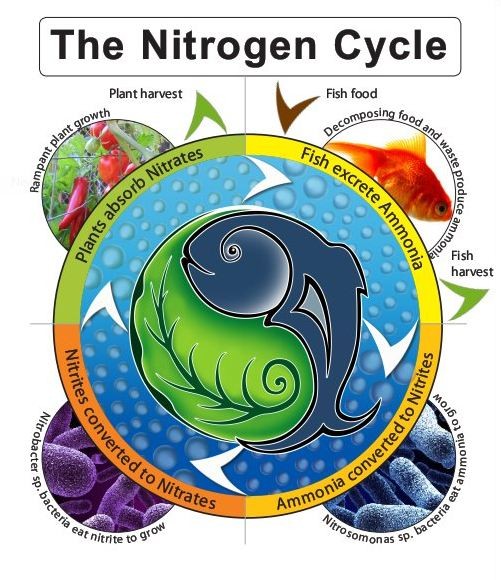 The Nitrogen Cycle
Plant harvest
Fish food
Rampant plant growth
Decomposing food and waste produce ammonia
Plants absorb Nitrates
Fish excrete Ammonia
Fish
harvest
Nitrites converted to Nitrates
Ammonia converted to Nitrites
Nitrobacter sp. bacteria eat nitrite to grow
Nitrosomonas sp. bacteria eat ammonia to grow